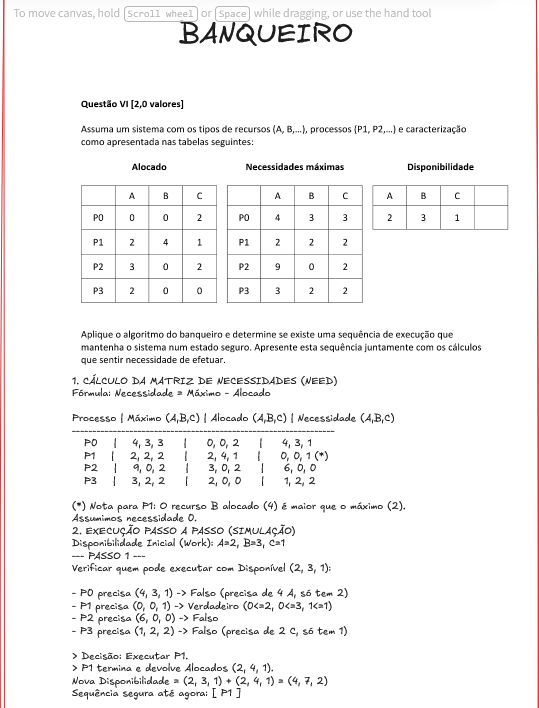 To move canvas, hold Scroll wheel or Space while dragging, or use the hand tool
BANQUEIRO
Questão VI [2,0 valores]
Assuma um sistema com os tipos de recursos (A, B,...), processos (P1, P2,...) e caracterização
como apresentada nas tabelas seguintes:
Alocado Necessidades máximas Disponibilidade
A B C A B C A B C
P0 0 0 2 P0 4 3 3 2 3 1
P1 2 4 1 P1 2 2 2
P2 3 0 2 P2 9 0 2
P3 2 0 0 P3 3 2 2
Aplique o algoritmo do banqueiro e determine se existe uma sequência de execução que
mantenha o sistema num estado seguro. Apresente esta sequência juntamente com os cálculos
que sentir necessidade de efetuar.
1. CÁLCULO DA MATRIZ DE NECESSIDADES (NEED)
Fórmula: Necessidade = Máximo - Alocado
Processo | Máximo (A,B,C) | Alocado (A,B,C) | Necessidade (A,B,C)
------------------------------------------------------------
P0 | 4, 3, 3 | 0, 0, 2 | 4, 3, 1
P1 | 2, 2, 2 | 2, 4, 1 | 0, 0, 1 (*)
P2 | 9, 0, 2 | 3, 0, 2 | 6, 0, 0
P3 | 3, 2, 2 | 2, 0, 0 | 1, 2, 2
(*) Nota para P1: O recurso B alocado (4) é maior que o máximo (2).
Assumimos necessidade 0.
2. EXECUÇÃO PASSO A PASSO (SIMULAÇÃO)
Disponibilidade Inicial (Work): A=2, B=3, C=1
--- PASSO 1 ---
Verificar quem pode executar com Disponível (2, 3, 1):
- P0 precisa (4, 3, 1) -> Falso (precisa de 4 A, só tem 2)
- P1 precisa (0, 0, 1) -> Verdadeiro (0<=2, 0<=3, 1<=1)
- P2 precisa (6, 0, 0) -> Falso
- P3 precisa (1, 2, 2) -> Falso (precisa de 2 C, só tem 1)
> Decisão: Executar P1.
> P1 termina e devolve Alocados (2, 4, 1).
Nova Disponibilidade = (2, 3, 1) + (2, 4, 1) = (4, 7, 2)
Sequência segura até agora: [ P1 ]